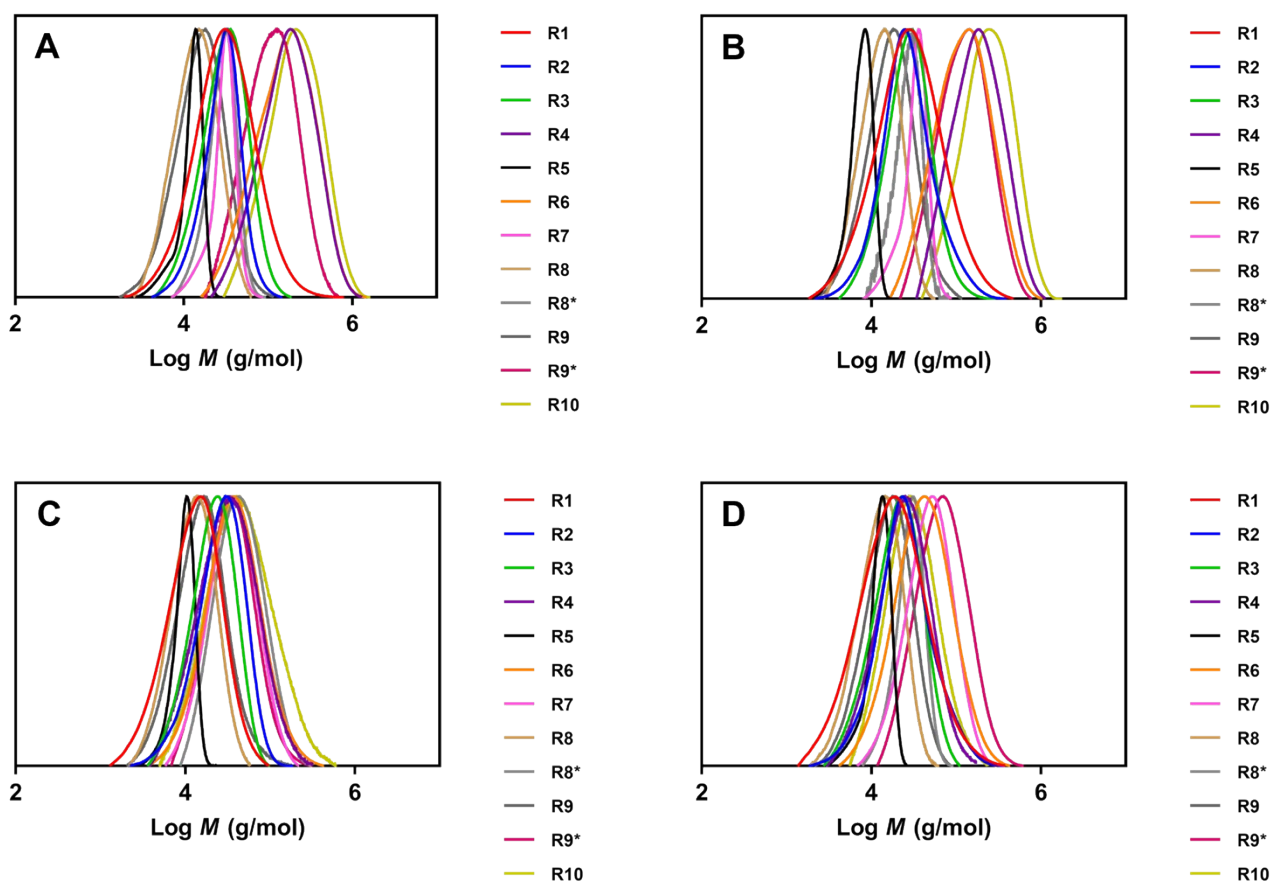 A
2
4
6
Log M (g/mol)
R1
R2
R3
R4
R5
R6
R7
R8
R8*
R9
R9*
R10
B
2
4
6
Log M (g/mol)
R1
R2
R3
R4
R5
R6
R7
R8
R8*
R9
R9*
R10
C
2
4
6
Log M (g/mol)
R1
R2
R3
R4
R5
R6
R7
R8
R8*
R9
R9*
R10
D
2
4
6
Log M (g/mol)
R1
R2
R3
R4
R5
R6
R7
R8
R8*
R9
R9*
R10